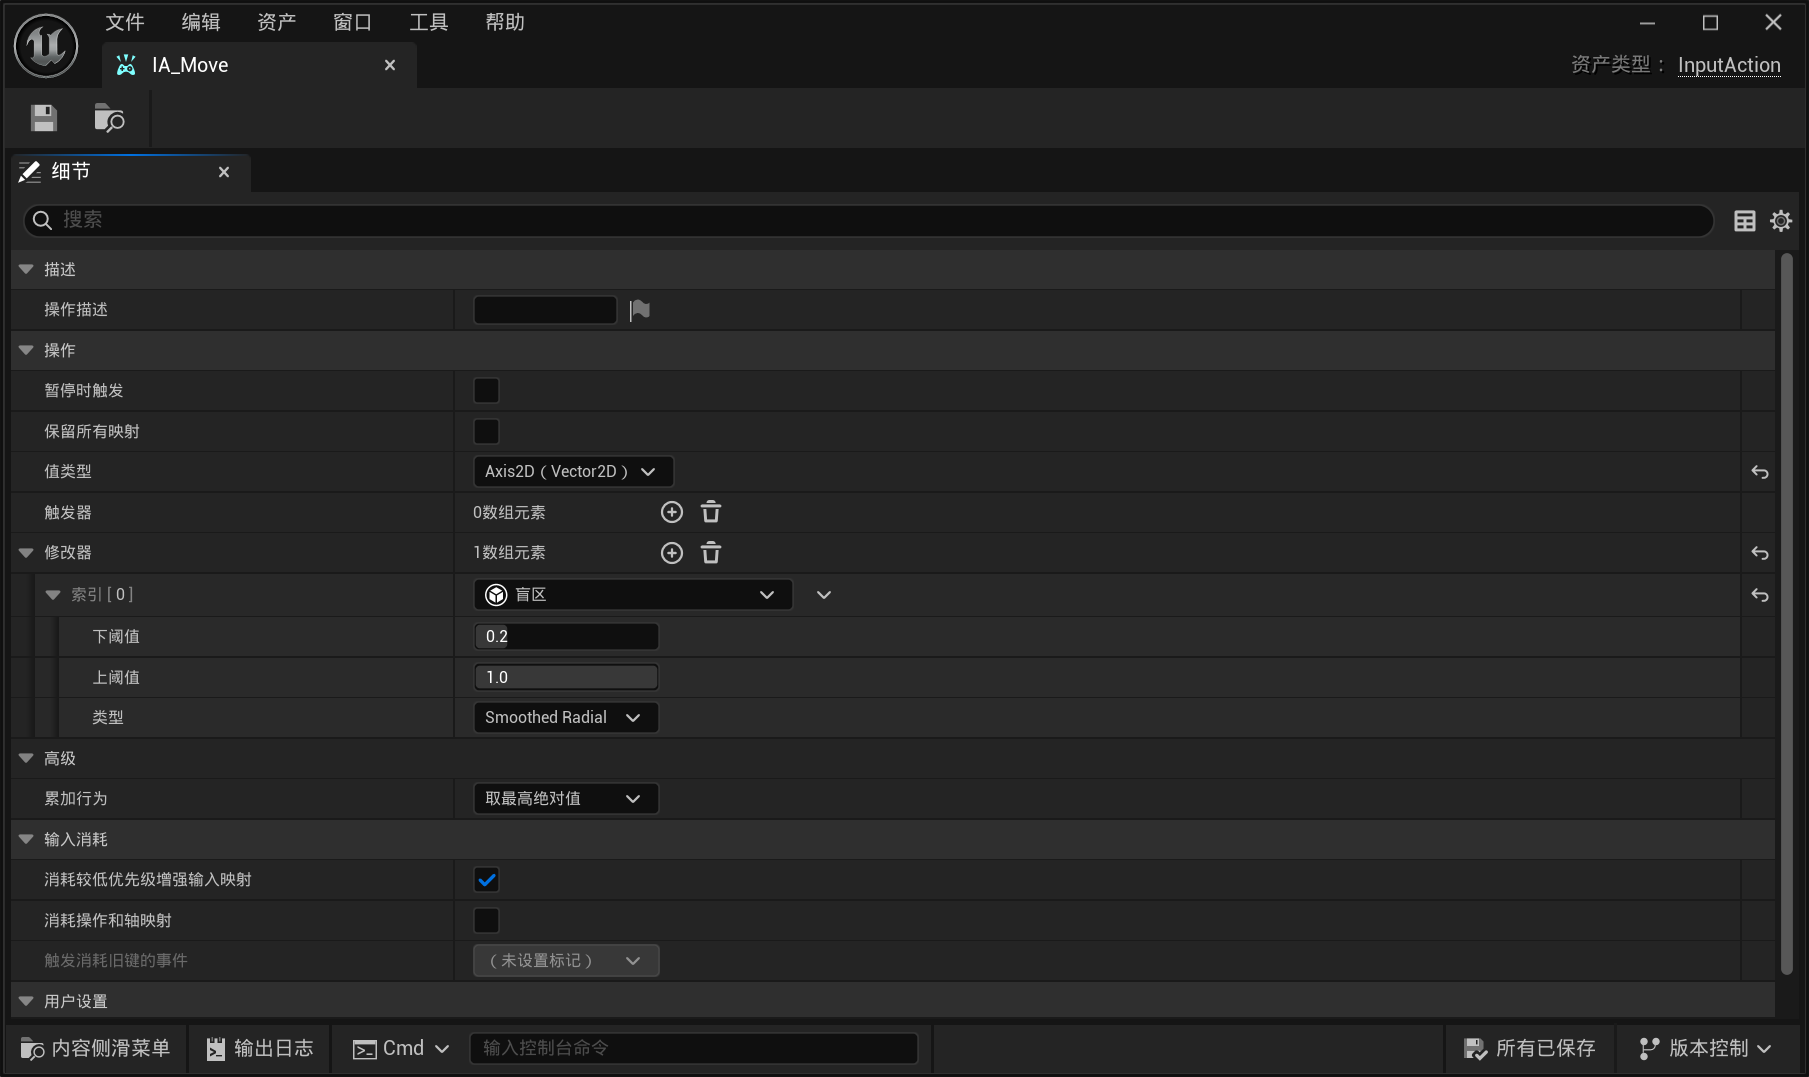 文件 编辑 资产 窗口 工具 帮助
IA_Move
资产类型： InputAction
细节
搜索
描述
操作描述
操作
暂停时触发
保留所有映射
值类型 Axis2D（Vector2D）
触发器 0数组元素
修改器 1数组元素
索引 [ 0 ] 盲区
下阈值 0.2
上阈值 1.0
类型 Smoothed Radial
高级
累加行为 取最高绝对值
输入消耗
消耗较低优先级增强输入映射
消耗操作和轴映射
触发消耗旧键的事件 （未设置标记）
用户设置
内容侧滑菜单 输出日志 Cmd 输入控制台命令 所有已保存 版本控制